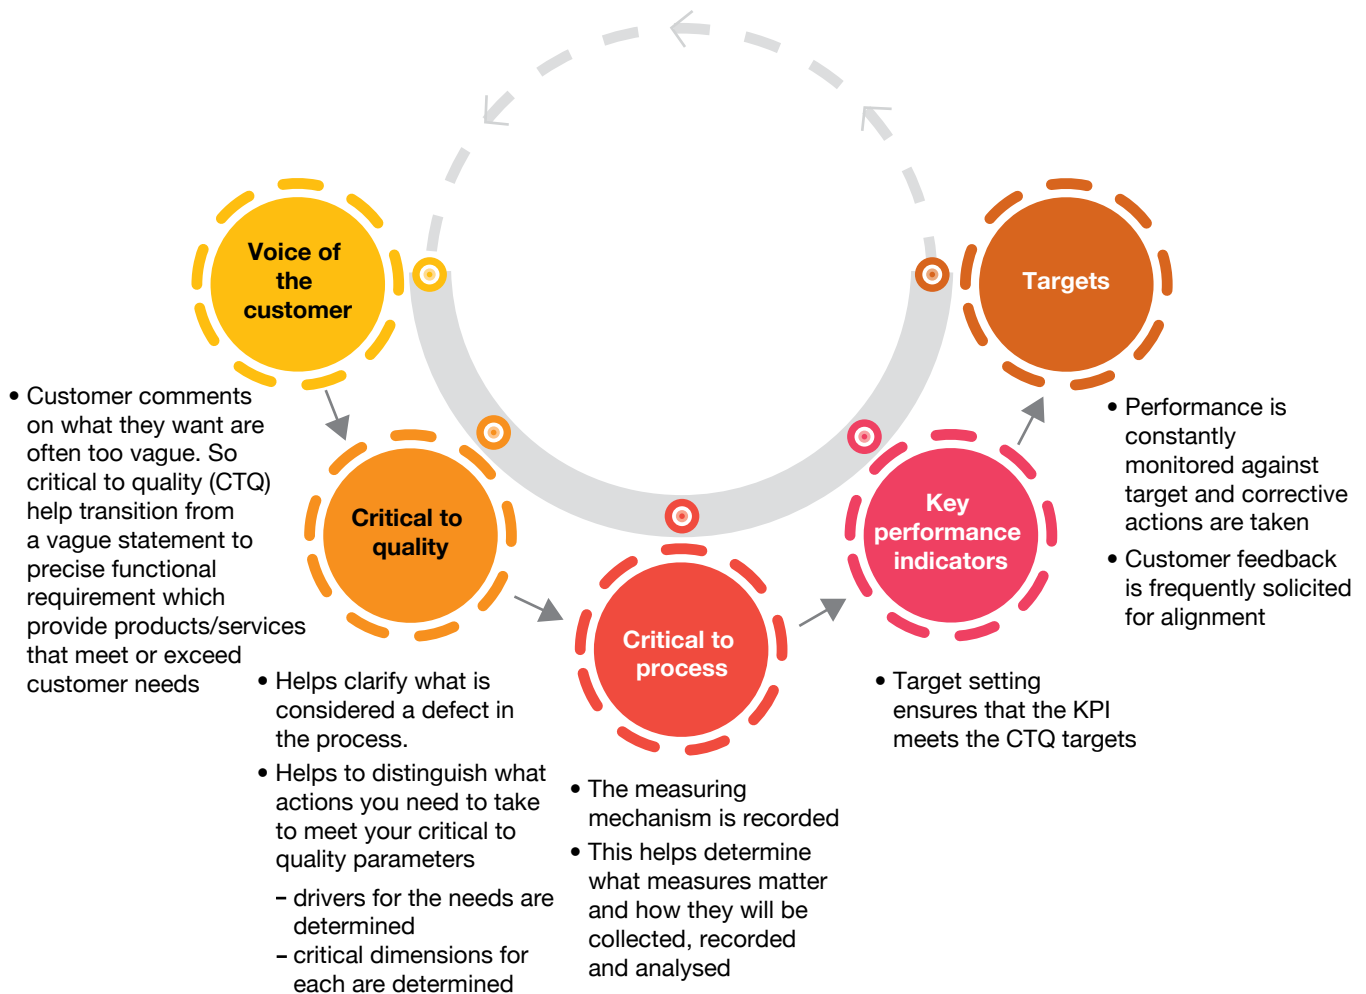 Voice of
the
customer
• Customer comments
on what they want are
often too vague. So
critical to quality (CTQ)
help transition from
a vague statement to
precise functional
requirement which
provide products/services
that meet or exceed
customer needs
Critical to
quality
• Helps clarify what is
considered a defect in
the process.
• Helps to distinguish what
actions you need to take
to meet your critical to
quality parameters
– drivers for the needs are
determined
– critical dimensions for
each are determined
Critical to
process
• The measuring
mechanism is recorded
• This helps determine
what measures matter
and how they will be
collected, recorded
and analysed
Key
performance
indicators
• Target setting
ensures that the KPI
meets the CTQ targets
Targets
• Performance is
constantly
monitored against
target and corrective
actions are taken
• Customer feedback
is frequently solicited
for alignment